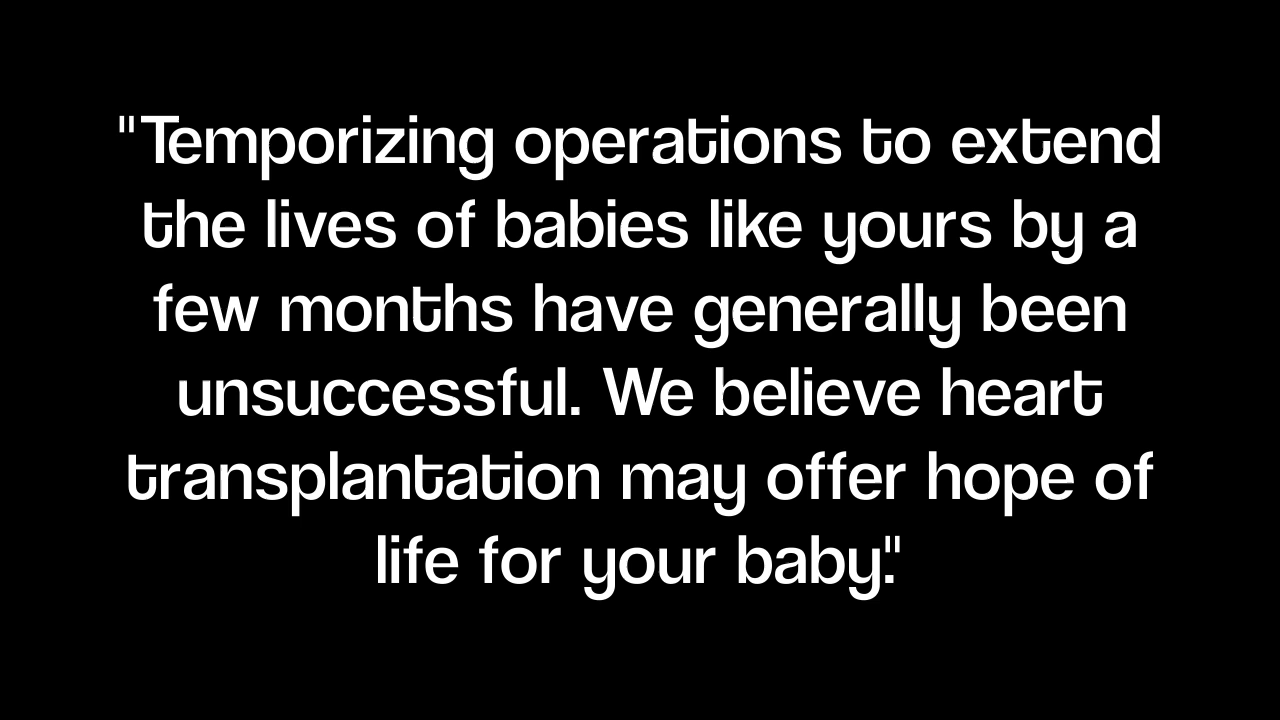 "Temporizing operations to extend
the lives of babies like yours by a
few months have generally been
unsuccessful. We believe heart
transplantation may offer hope of
life for your baby."